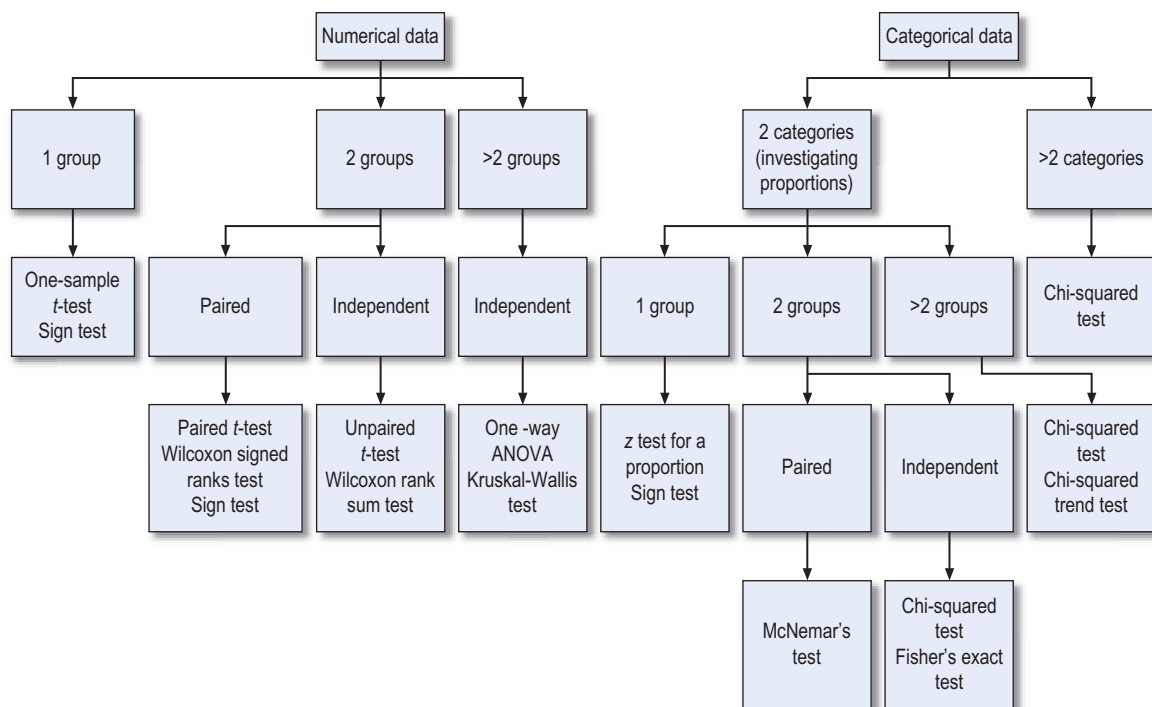 Numerical data
Categorical data
1 group
2 groups
>2 groups
2 categories
(investigating
proportions)
>2 categories
One-sample
t-test
Sign test
Paired
Independent
Independent
1 group
2 groups
>2 groups
Chi-squared
test
Paired t-test
Wilcoxon signed
ranks test
Sign test
Unpaired
t-test
Wilcoxon rank
sum test
One -way
ANOVA
Kruskal-Wallis
test
z test for a
proportion
Sign test
Paired
Independent
Chi-squared
test
Chi-squared
trend test
McNemar’s
test
Chi-squared
test
Fisher’s exact
test